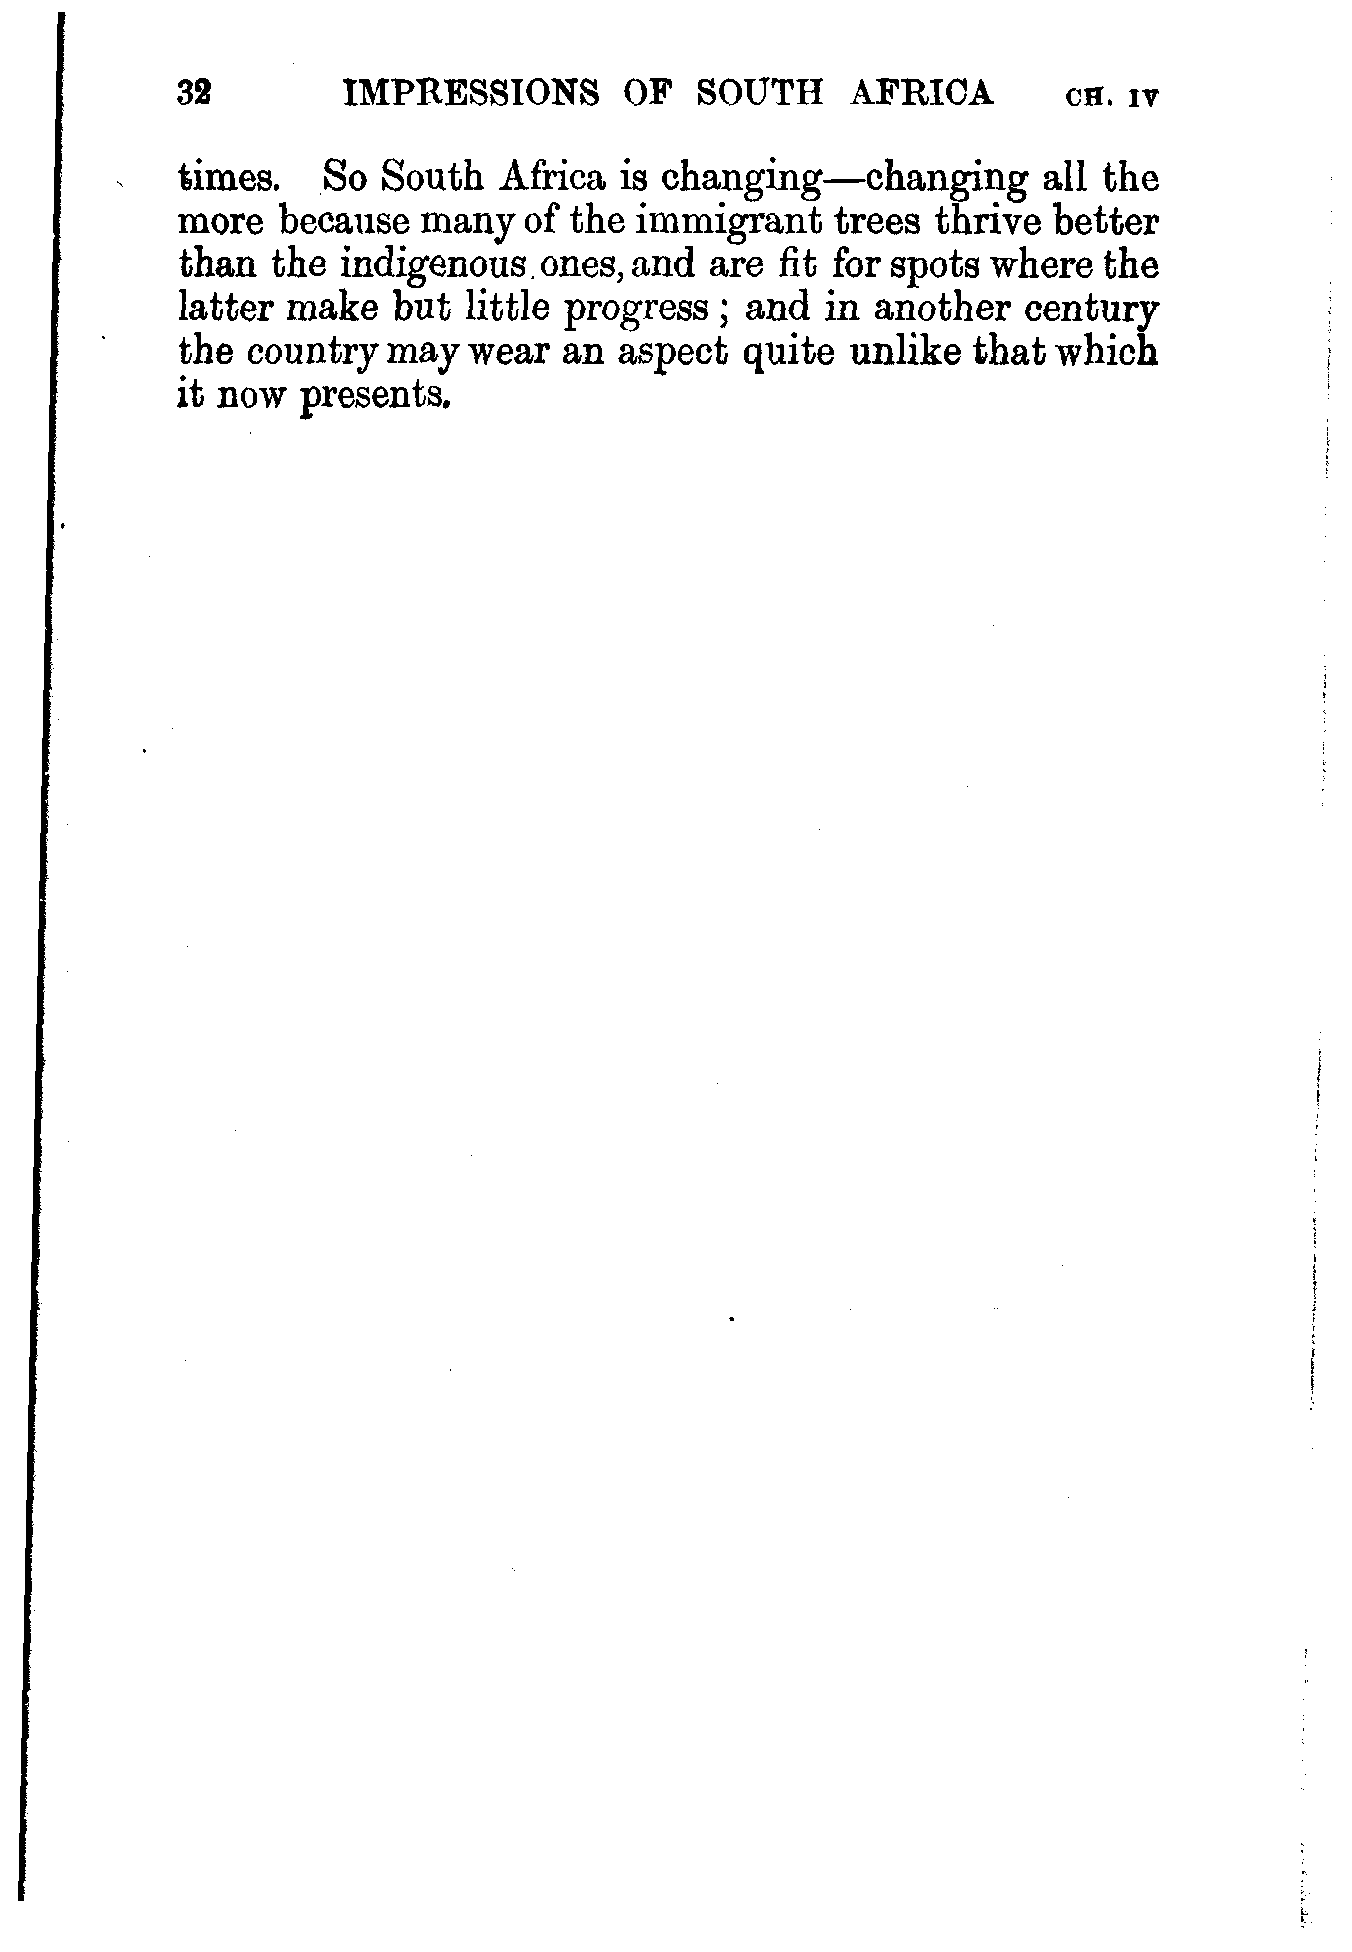 32 IMPRESSIONS OF SOUTH AFRICA CH. IV
times. So South Africa is changing—changing all the
more because many of the immigrant trees thrive better
than the indigenous ones, and are fit for spots where the
latter make but little progress ; and in another century
the country may wear an aspect quite unlike that which
it now presents.